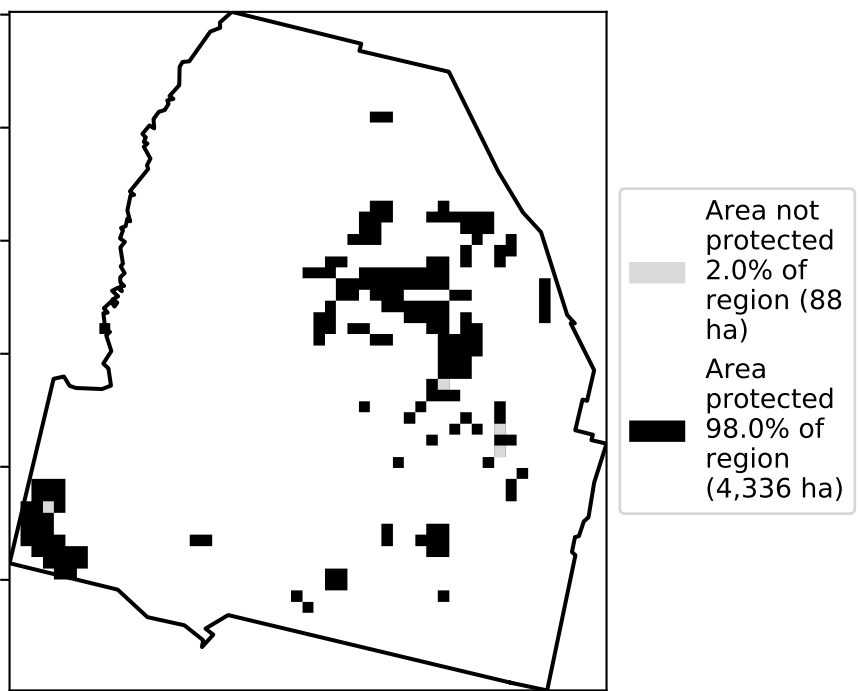 Area not
protected
2.0% of
region (88
ha)
Area
protected
98.0% of
region
(4,336 ha)